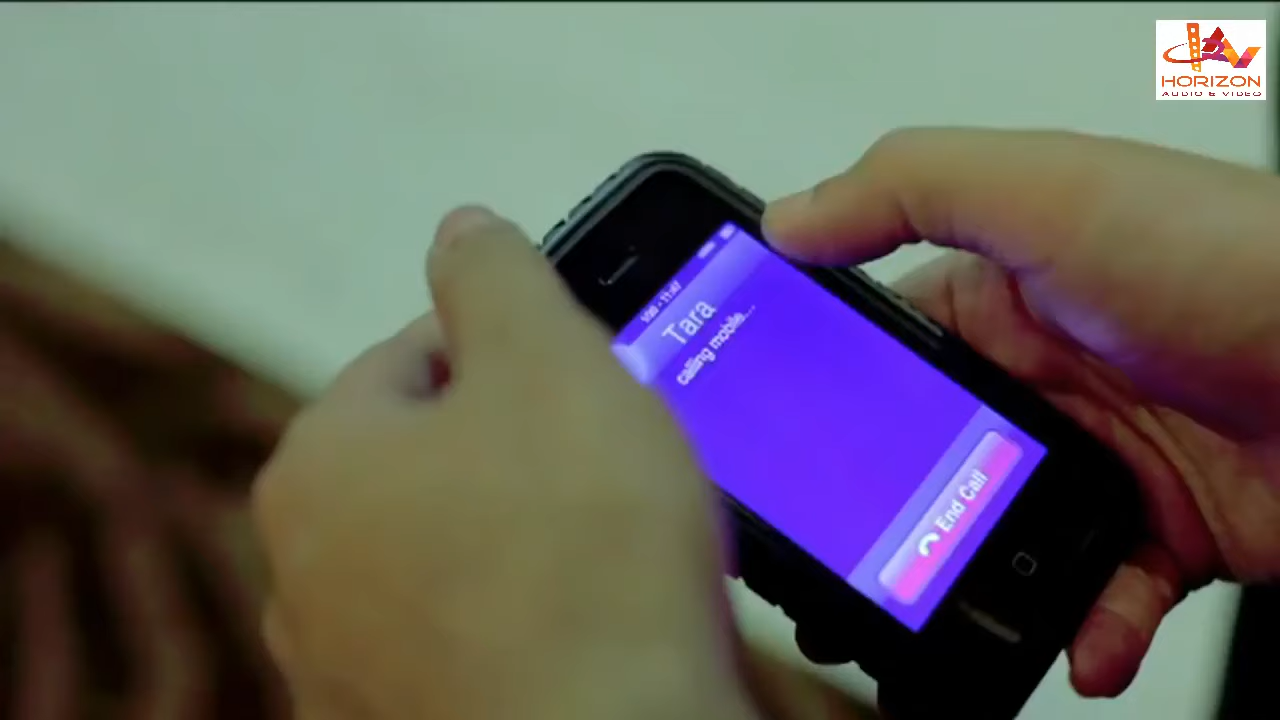 HORIZON
AUDIO & VIDEO
Tara
calling mobile...
End Call